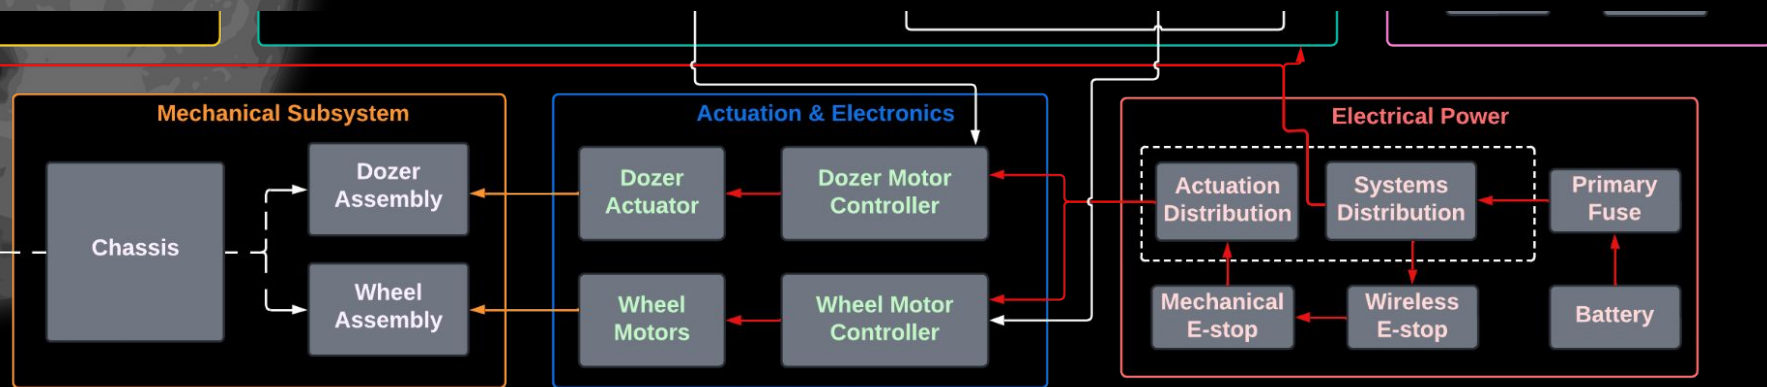 Mechanical Subsystem
Chassis
Dozer
Assembly
Wheel
Assembly
Actuation & Electronics
Dozer
Actuator
Dozer Motor
Controller
Wheel
Motors
Wheel Motor
Controller
Electrical Power
Actuation
Distribution
Systems
Distribution
Primary
Fuse
Mechanical
E-stop
Wireless
E-stop
Battery